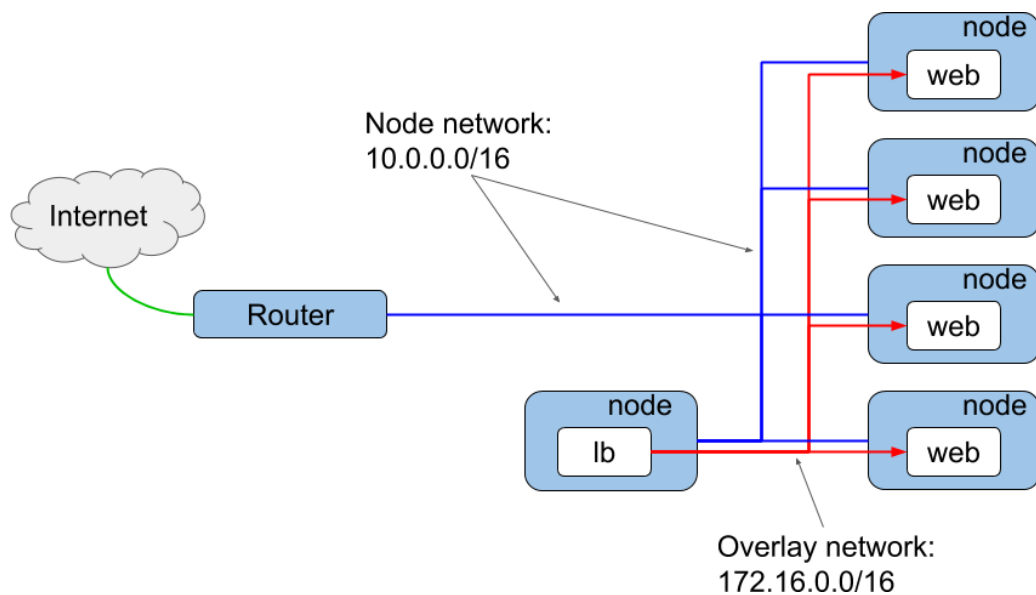 node
web
Node network:
10.0.0.0/16
node
web
Internet
node
web
Router
node
lb
node
web
Overlay network:
172.16.0.0/16